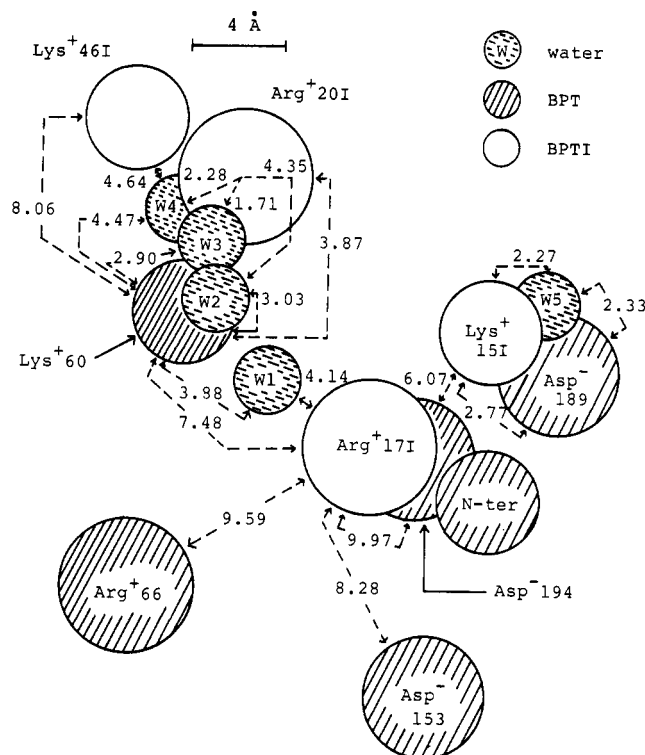 4 Å
Lys⁺46I
Arg⁺20I
W water
BPT
BPTI
4.64
2.28
4.35
8.06
W4
1.71
4.47
W3
2.90
3.87
W2
3.03
2.27
W5
2.33
Lys⁺
15I
Lys⁺60
W1
4.14
6.07
Asp⁻
189
3.98
2.77
7.48
Arg⁺17I
N-ter
9.59
9.97
Arg⁺66
8.28
Asp⁻194
Asp⁻
153